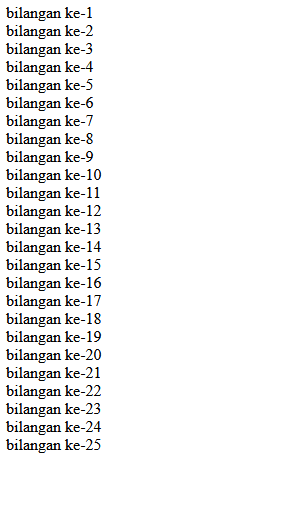 bilangan ke-1
bilangan ke-2
bilangan ke-3
bilangan ke-4
bilangan ke-5
bilangan ke-6
bilangan ke-7
bilangan ke-8
bilangan ke-9
bilangan ke-10
bilangan ke-11
bilangan ke-12
bilangan ke-13
bilangan ke-14
bilangan ke-15
bilangan ke-16
bilangan ke-17
bilangan ke-18
bilangan ke-19
bilangan ke-20
bilangan ke-21
bilangan ke-22
bilangan ke-23
bilangan ke-24
bilangan ke-25